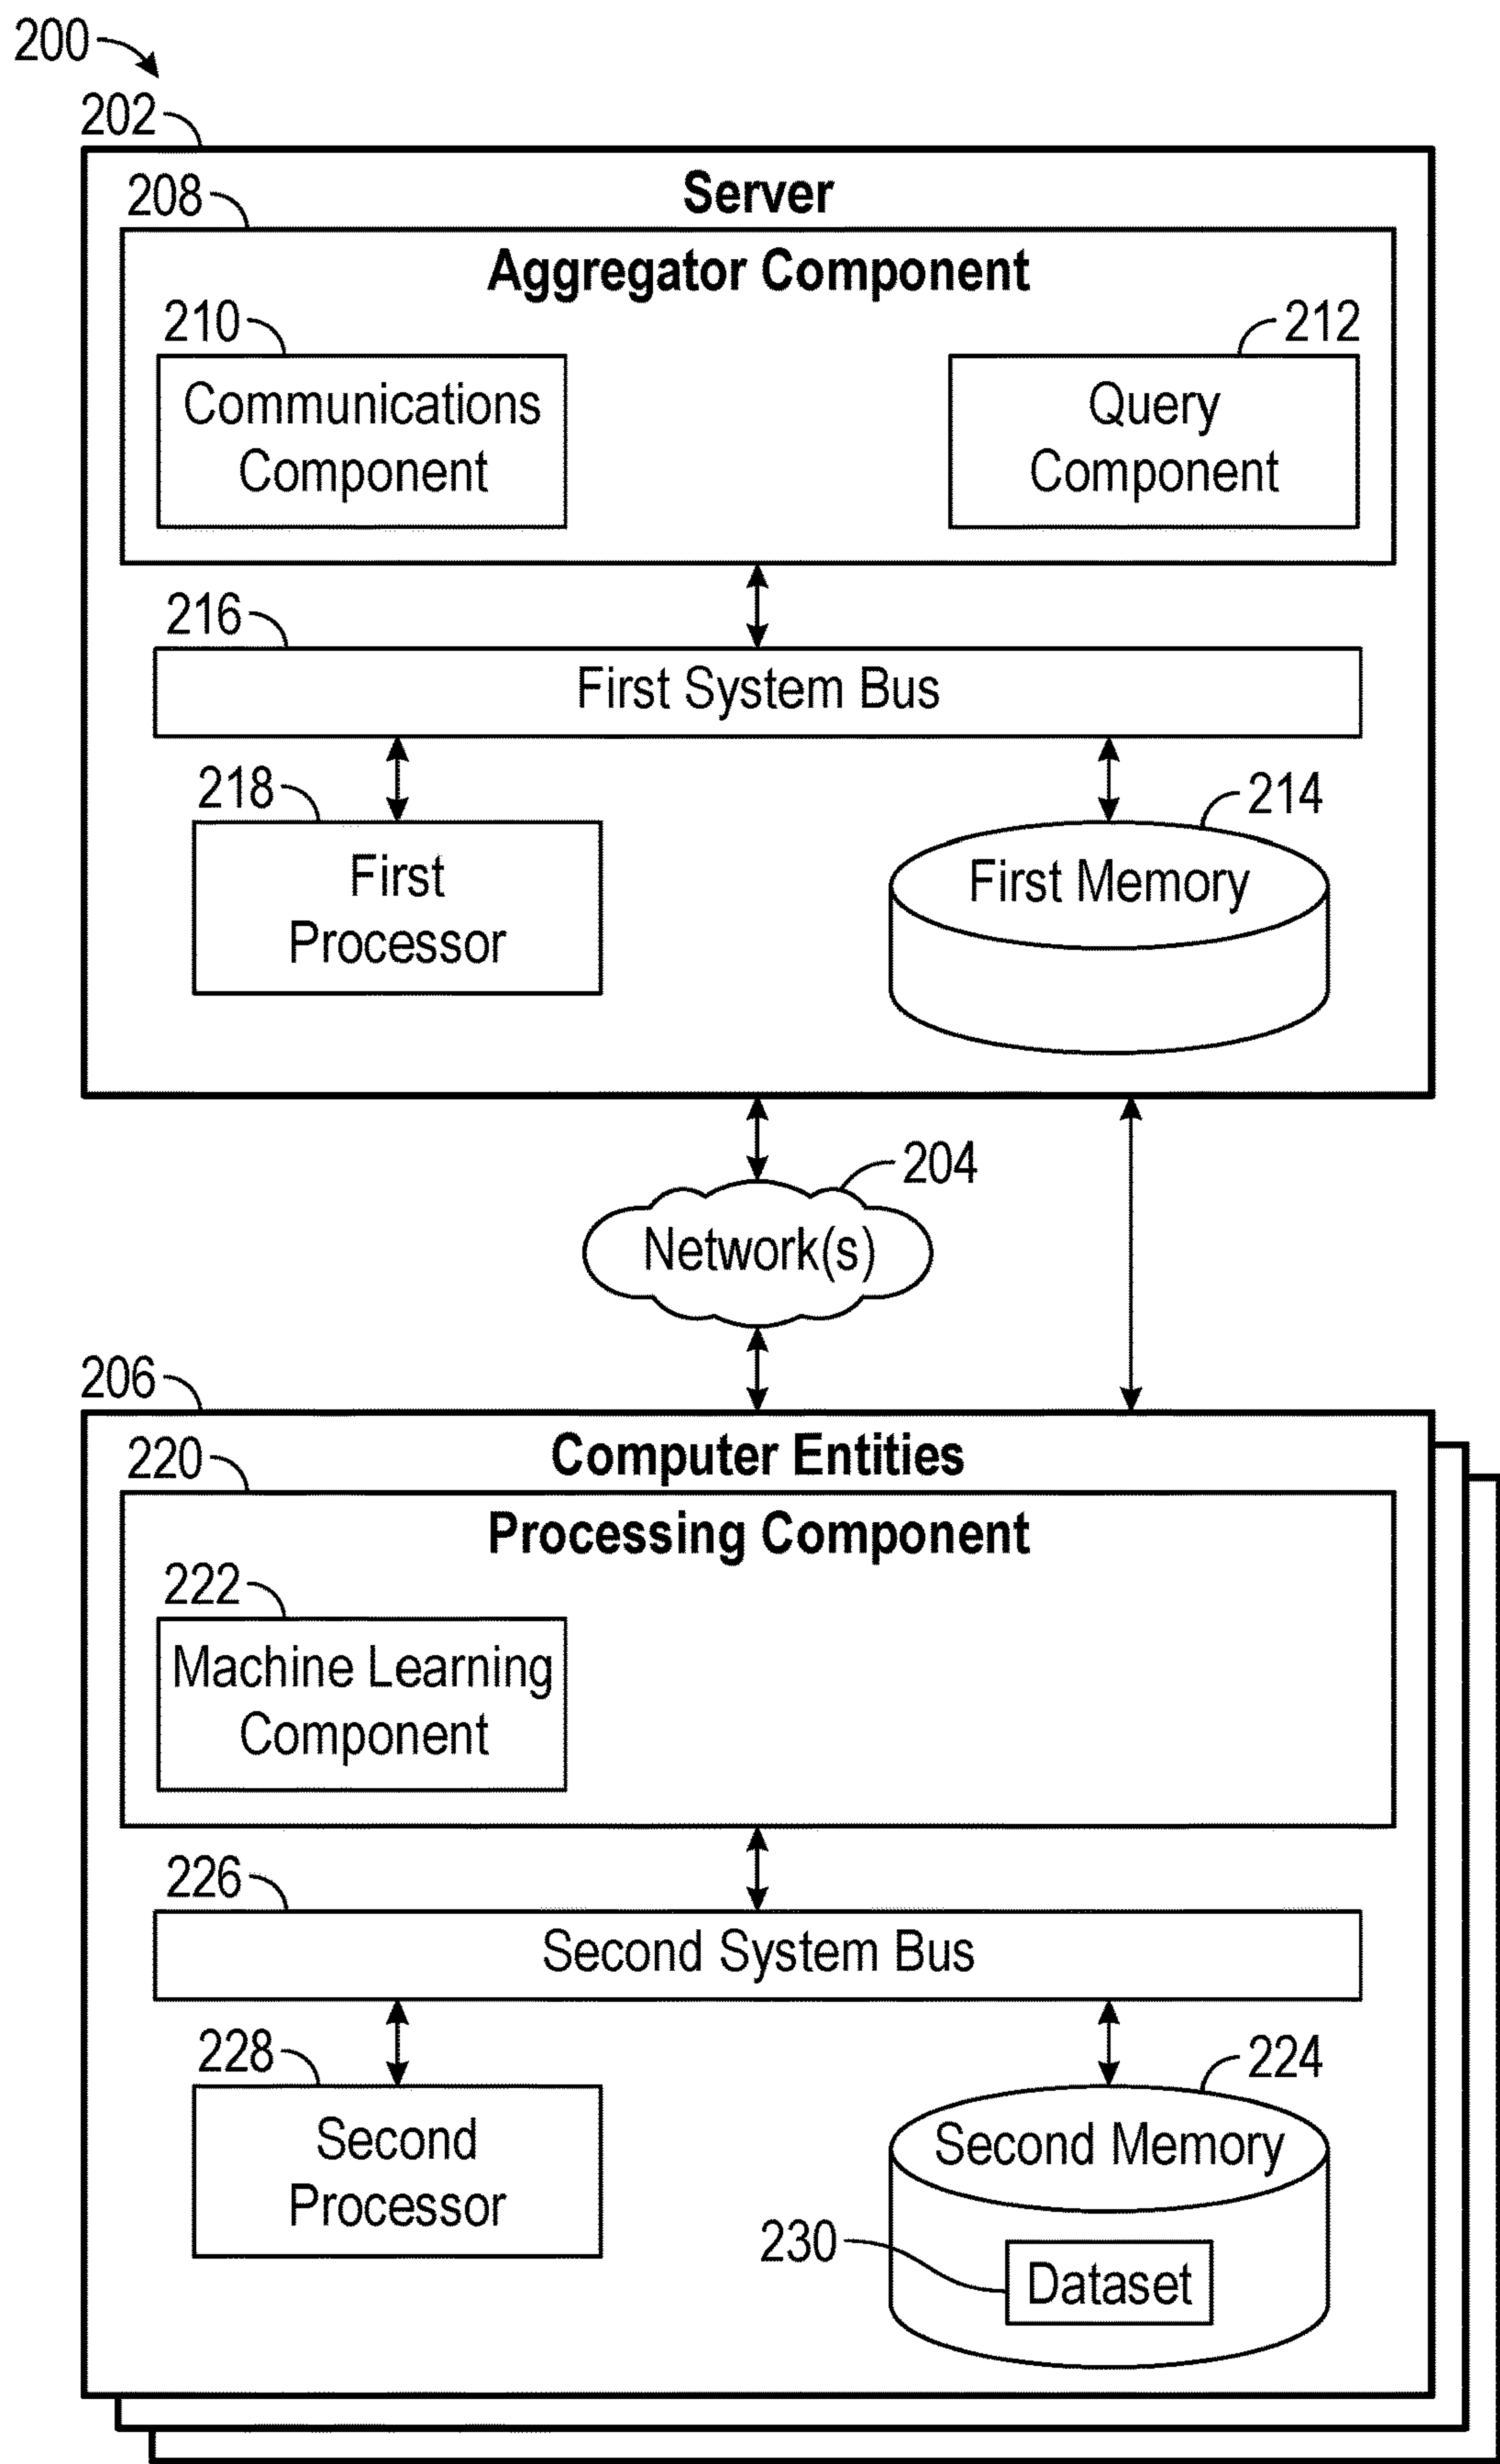 200
202
Server
208
Aggregator Component
210
212
Communications
Component
Query
Component
216
First System Bus
218
214
First
Processor
First Memory
204
Network(s)
206
Computer Entities
220
Processing Component
222
Machine Learning
Component
226
Second System Bus
228
224
Second
Processor
Second Memory
230
Dataset